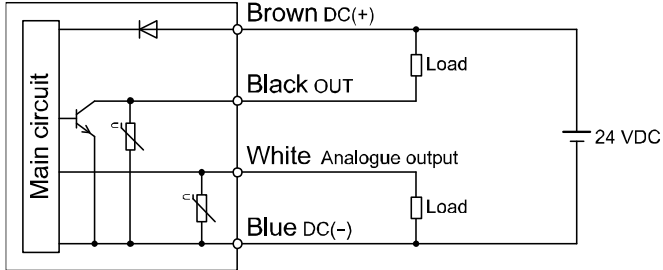 Brown DC(+)
Load
Black OUT
Main circuit
U
24 VDC
White Analogue output
U
Load
Blue DC(−)